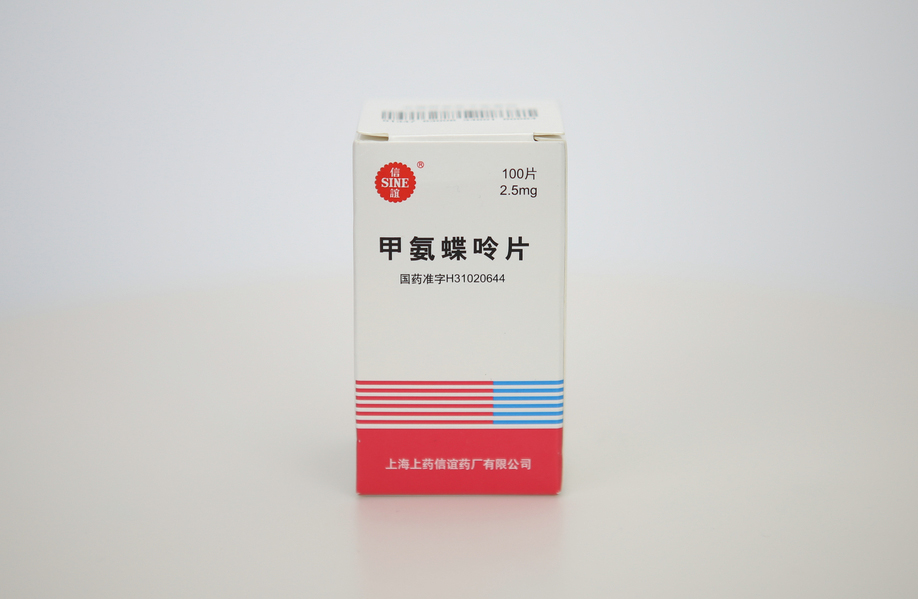 信
SINE
誼
®
100片
2.5mg
甲氨蝶呤片
国药准字H31020644
上海上药信谊药厂有限公司